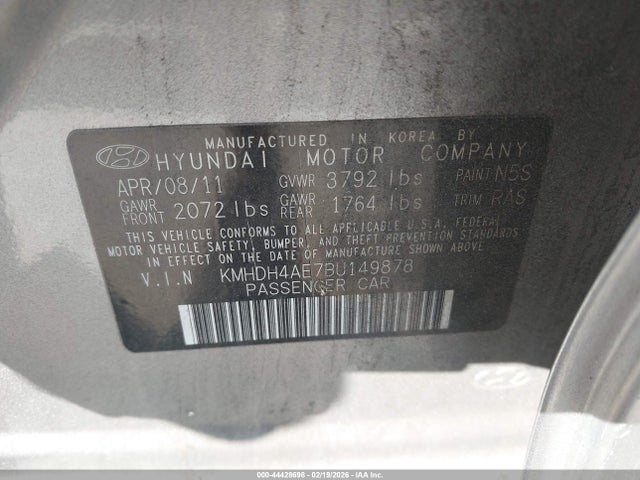 MANUFACTURED IN KOREA BY
HYUNDAI MOTOR COMPANY
APR/08/11 GVWR 3792 lbs PAINT N5S
GAWR FRONT 2072 lbs GAWR REAR 1764 lbs TRIM RAS
THIS VEHICLE CONFORMS TO ALL APPLICABLE U.S.A. FEDERAL
MOTOR VEHICLE SAFETY, BUMPER, AND THEFT PREVENTION STANDARDS
IN EFFECT ON THE DATE OF MANUFACTURE SHOWN ABOVE.
V.I.N KMHDH4AE7BU149878
PASSENGER CAR
000-44428698 - 02/19/2026 - IAA Inc.